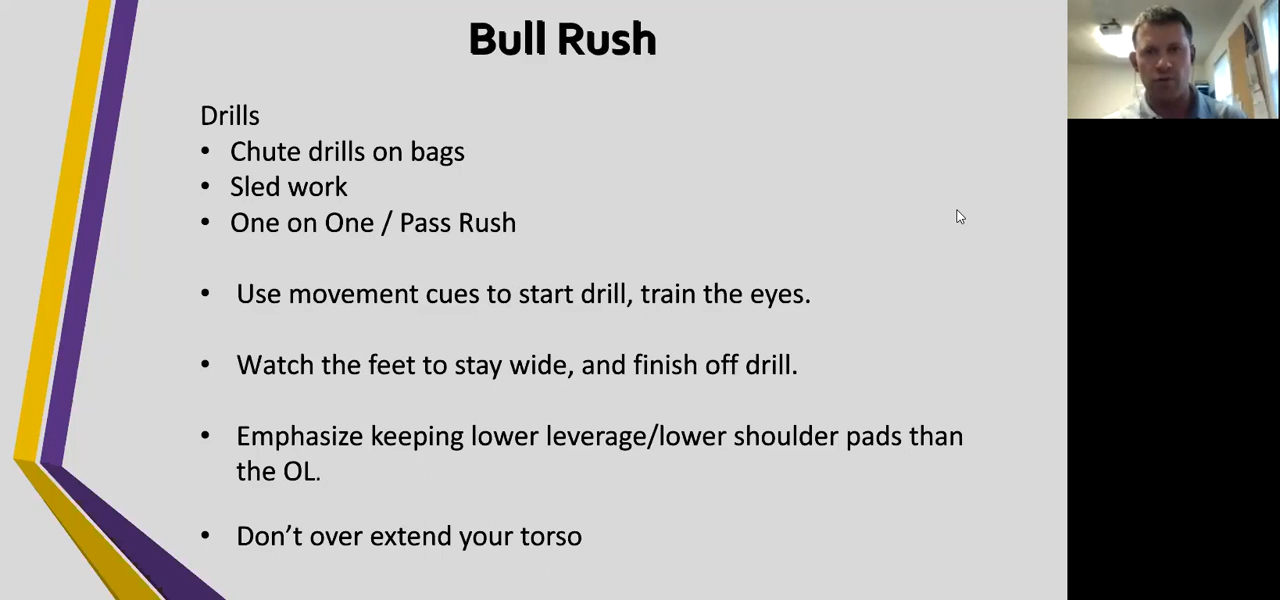 Bull Rush
Drills
• Chute drills on bags
• Sled work
• One on One / Pass Rush
• Use movement cues to start drill, train the eyes.
• Watch the feet to stay wide, and finish off drill.
• Emphasize keeping lower leverage/lower shoulder pads than
the OL.
• Don’t over extend your torso